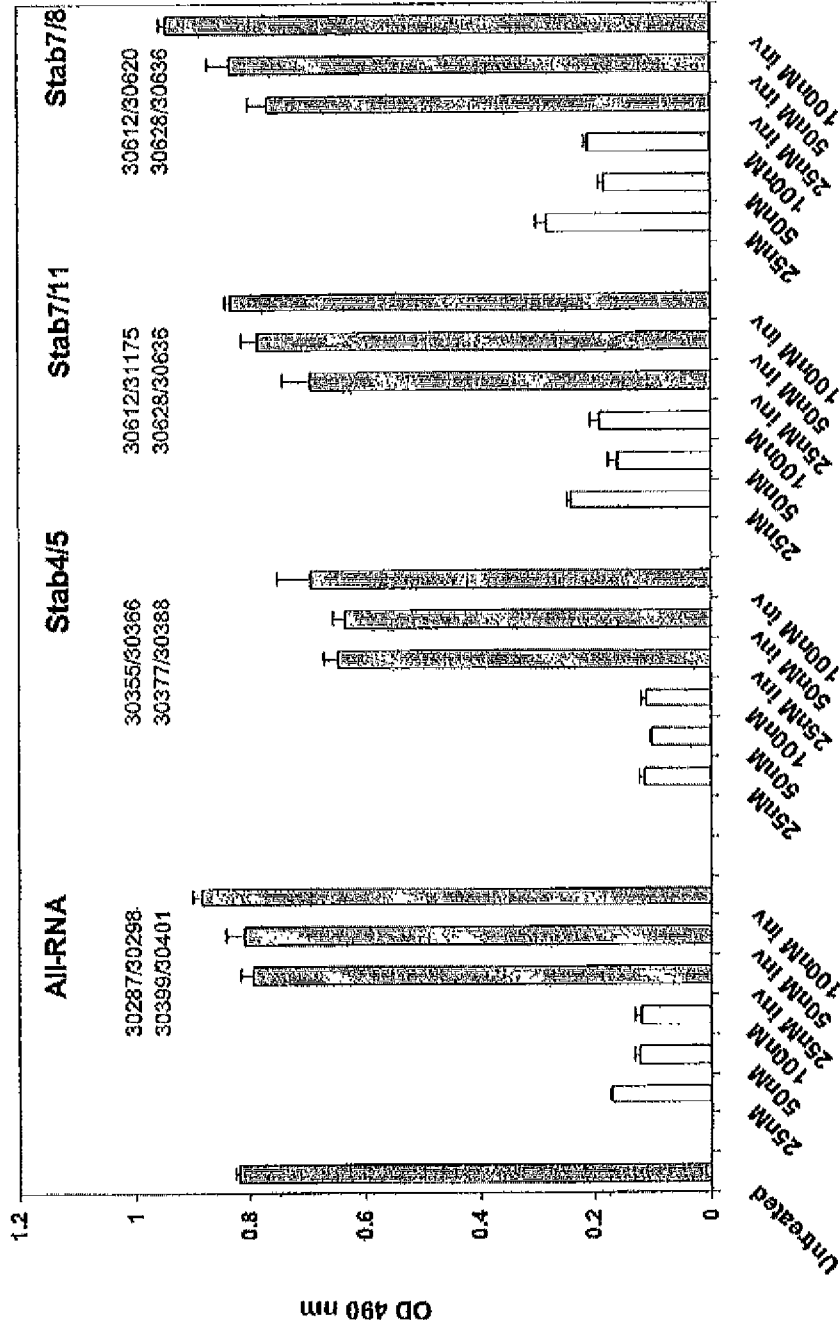 All-RNA
Stab4/5
Stab7/11
Stab7/8
30287/30298-
30399/30401
30355/30366
30377/30388
30612/31175
30628/30636
30612/30620
30628/30636
OD 490 nm
1.2
1
0.8
0.6
0.4
0.2
0
Untreated
25nM
50nM
100nM
25nM inv
50nM inv
100nM inv
25nM
50nM
100nM
25nM inv
50nM inv
100nM inv
25nM
50nM
100nM
25nM inv
50nM inv
100nM inv
25nM
50nM
100nM
25nM inv
50nM inv
100nM inv